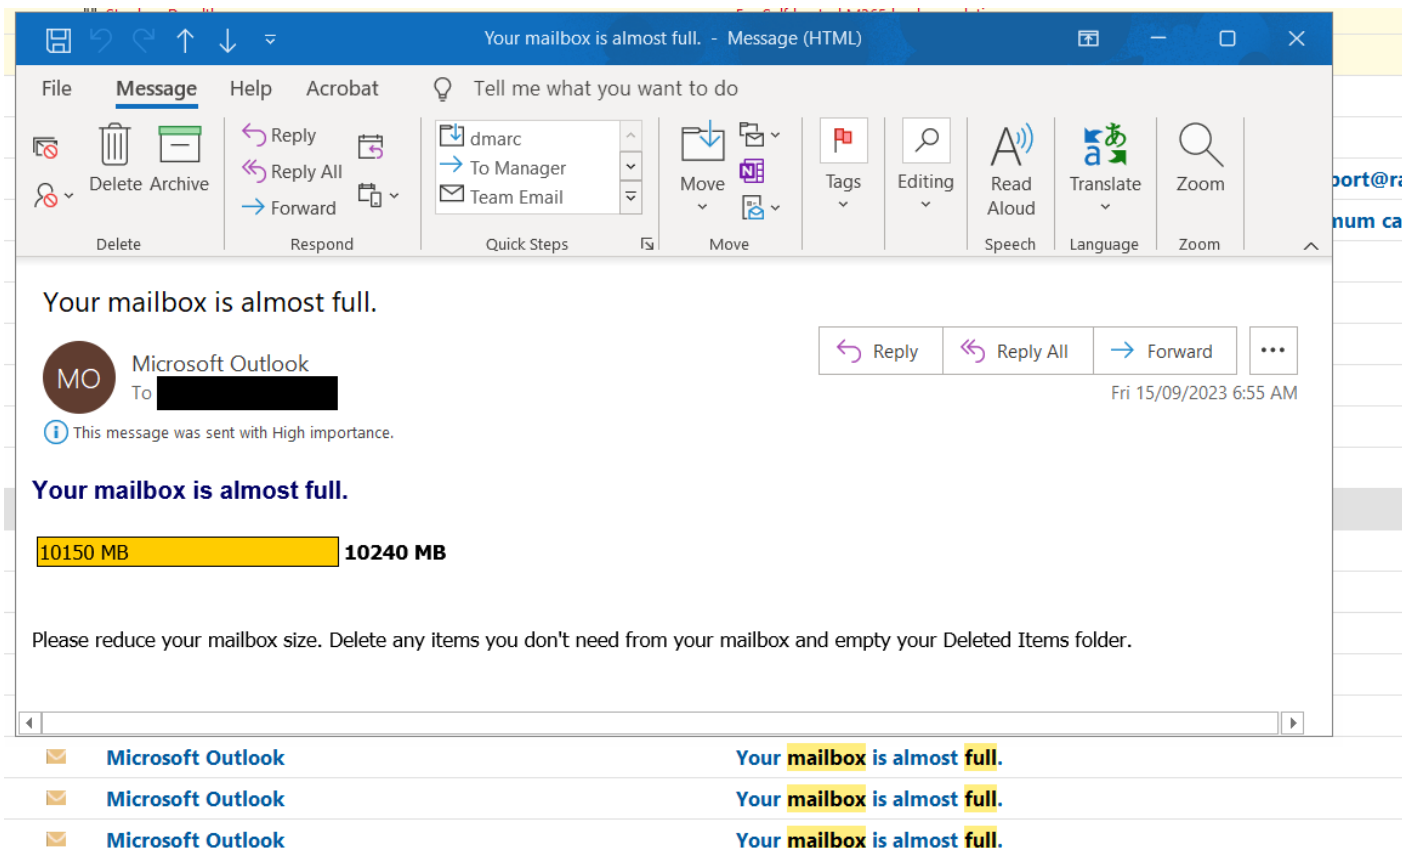 Your mailbox is almost full. - Message (HTML)
File Message Help Acrobat Tell me what you want to do
Delete Archive
Reply
Reply All
Forward
dmarc
To Manager
Team Email
Move
Tags
Editing
Read Aloud
Translate
Zoom
Delete Respond Quick Steps Move Speech Language Zoom
port@ra
num ca
Your mailbox is almost full.
MO
Microsoft Outlook
To
Reply Reply All Forward
Fri 15/09/2023 6:55 AM
This message was sent with High importance.
Your mailbox is almost full.
10150 MB 10240 MB
Please reduce your mailbox size. Delete any items you don't need from your mailbox and empty your Deleted Items folder.
Microsoft Outlook Your mailbox is almost full.
Microsoft Outlook Your mailbox is almost full.
Microsoft Outlook Your mailbox is almost full.